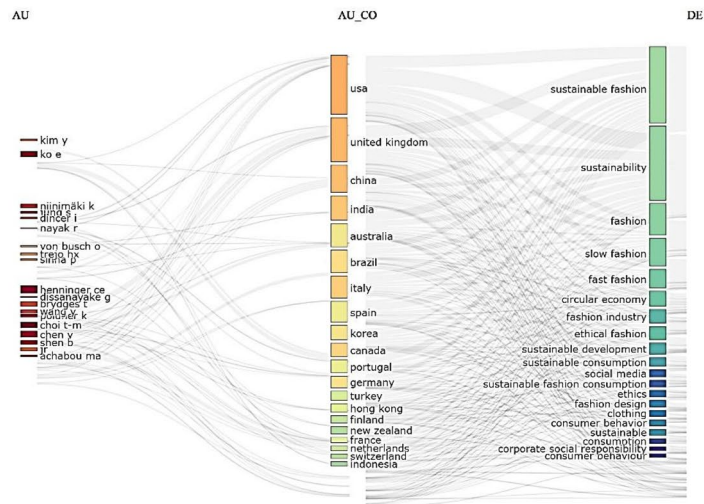 AU
AU_CO
DE
kim y
ko e
niinimäki k
jung s
dincer i
nayak r
von busch o
trejo hx
sinha p
henninger ce
dissanayake g
brydges t
wang y
choi t-m
chen y
shen b
achabou ma
usa
united kingdom
china
india
australia
brazil
italy
spain
korea
canada
portugal
germany
turkey
hong kong
finland
new zealand
france
netherlands
switzerland
indonesia
sustainable fashion
sustainability
fashion
slow fashion
fast fashion
circular economy
fashion industry
ethical fashion
sustainable development
sustainable consumption
social media
sustainable fashion consumption
ethics
fashion design
clothing
consumer behavior
sustainable
consumption
corporate social responsibility
consumer behaviour